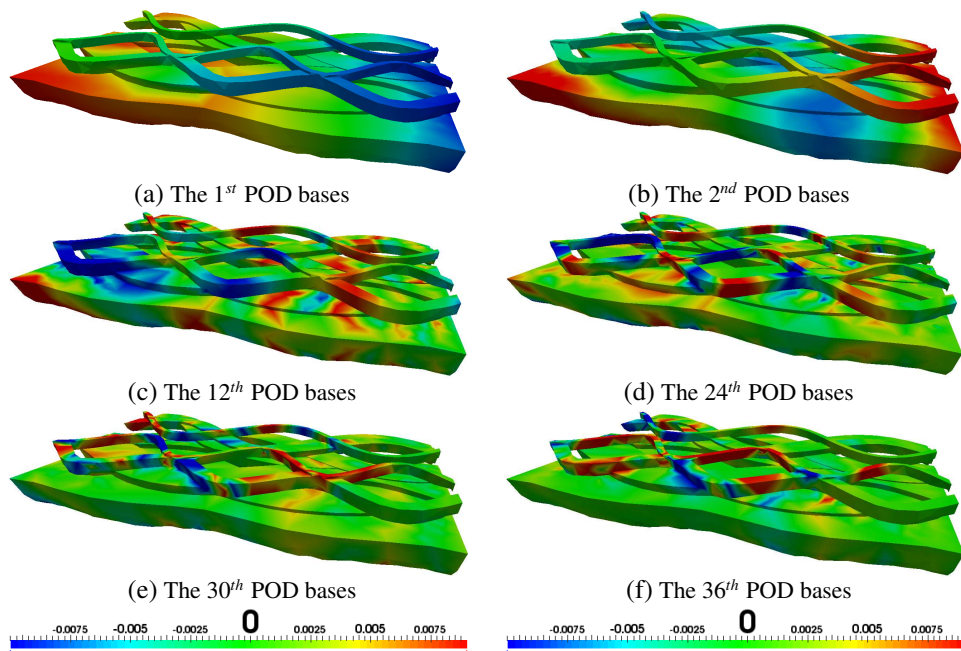 (a) The 1st POD bases
(b) The 2nd POD bases
(c) The 12th POD bases
(d) The 24th POD bases
(e) The 30th POD bases
(f) The 36th POD bases
-0.0075 -0.005 -0.0025 0 0.0025 0.005 0.0075
-0.0075 -0.005 -0.0025 0 0.0025 0.005 0.0075